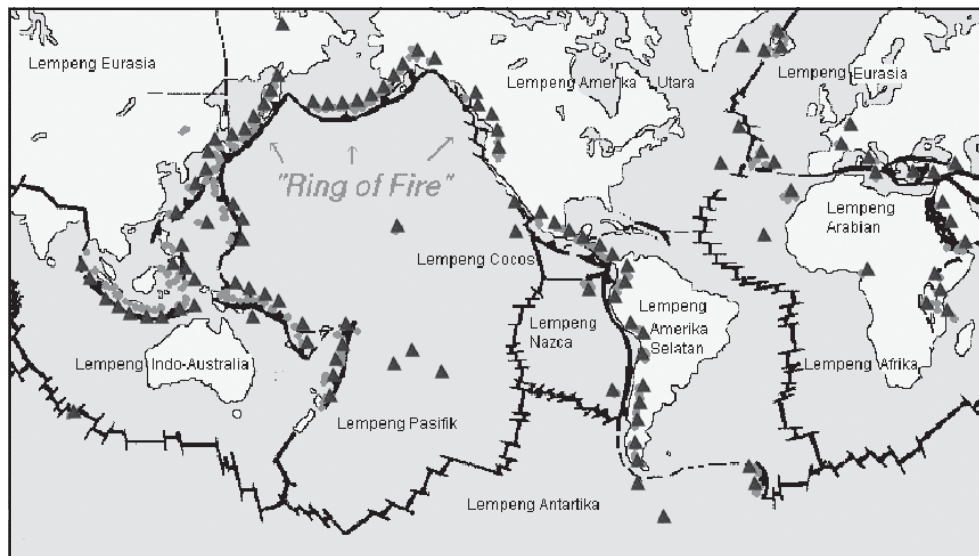 Lempeng Eurasia
Lempeng Amerika Utara
Lempeng Eurasia
"Ring of Fire"
Lempeng Arabian
Lempeng Cocos
Lempeng Nazca
Lempeng Amerika Selatan
Lempeng Indo-Australia
Lempeng Afrika
Lempeng Pasifik
Lempeng Antartika